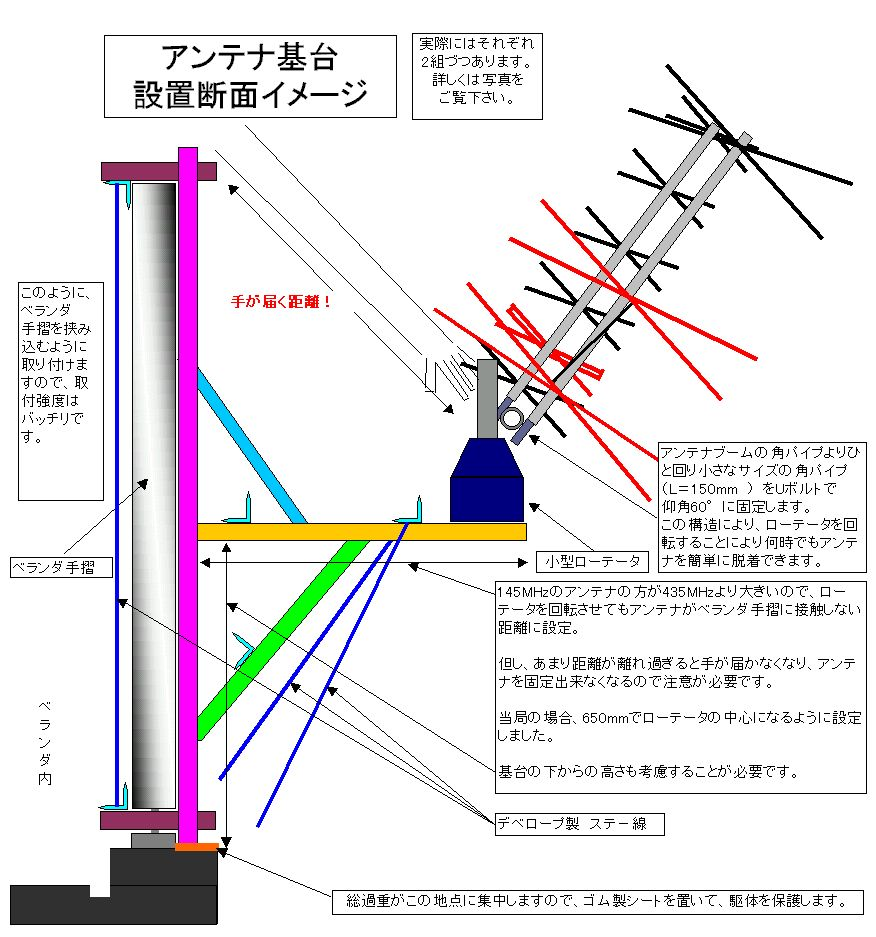 アンテナ基台
設置断面イメージ
実際にはそれぞれ
2組づつあります。
詳しくは写真を
ご覧下さい。
手が届く距離！
このように、
ベランダ
手摺を挟み
込むように
取り付けま
すので、取
付強度は
バッチリで
す。
アンテナブームの角パイプよりひ
と回り小さなサイズの角パイプ
（L＝150mm　）をUボルトで
仰角60°に固定します。
この構造により、ローテータを回
転することにより何時でもアンテ
ナを簡単に脱着できます。
小型ローテータ
ベランダ手摺
145MHzのアンテナの方が435MHzより大きいので、ロー
テータを回転させてもアンテナがベランダ手摺に接触しない
距離に設定。
但し、あまり距離が離れ過ぎると手が届かなくなり、アンテ
ナを固定出来なくなるので注意が必要です。
当局の場合、650mmでローテータの中心になるように設定
しました。
基台の下からの高さも考慮することが必要です。
ベランダ内
デベロープ製 ステー線
総過重がこの地点に集中しますので、ゴム製シートを置いて、駆体を保護します。